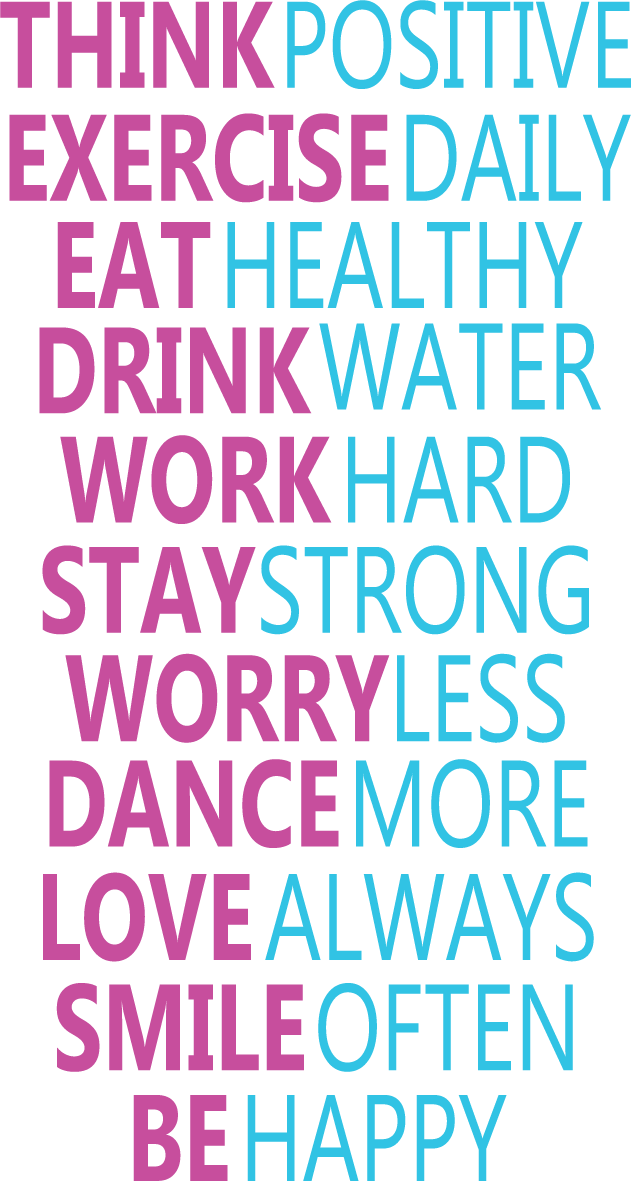 THINK POSITIVE
EXERCISE DAILY
EAT HEALTHY
DRINK WATER
WORK HARD
STAY STRONG
WORRY LESS
DANCE MORE
LOVE ALWAYS
SMILE OFTEN
BE HAPPY